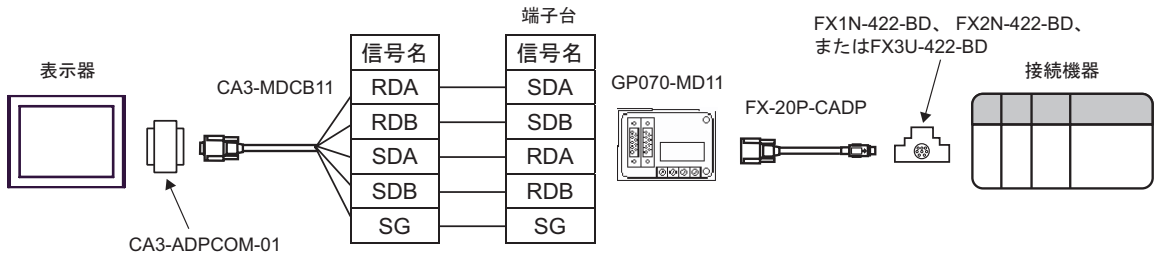 表示器
CA3-ADPCOM-01
CA3-MDCB11
信号名
RDA
RDB
SDA
SDB
SG
端子台
信号名
SDA
SDB
RDA
RDB
SG
GP070-MD11
FX-20P-CADP
FX1N-422-BD、 FX2N-422-BD、
またはFX3U-422-BD
接続機器